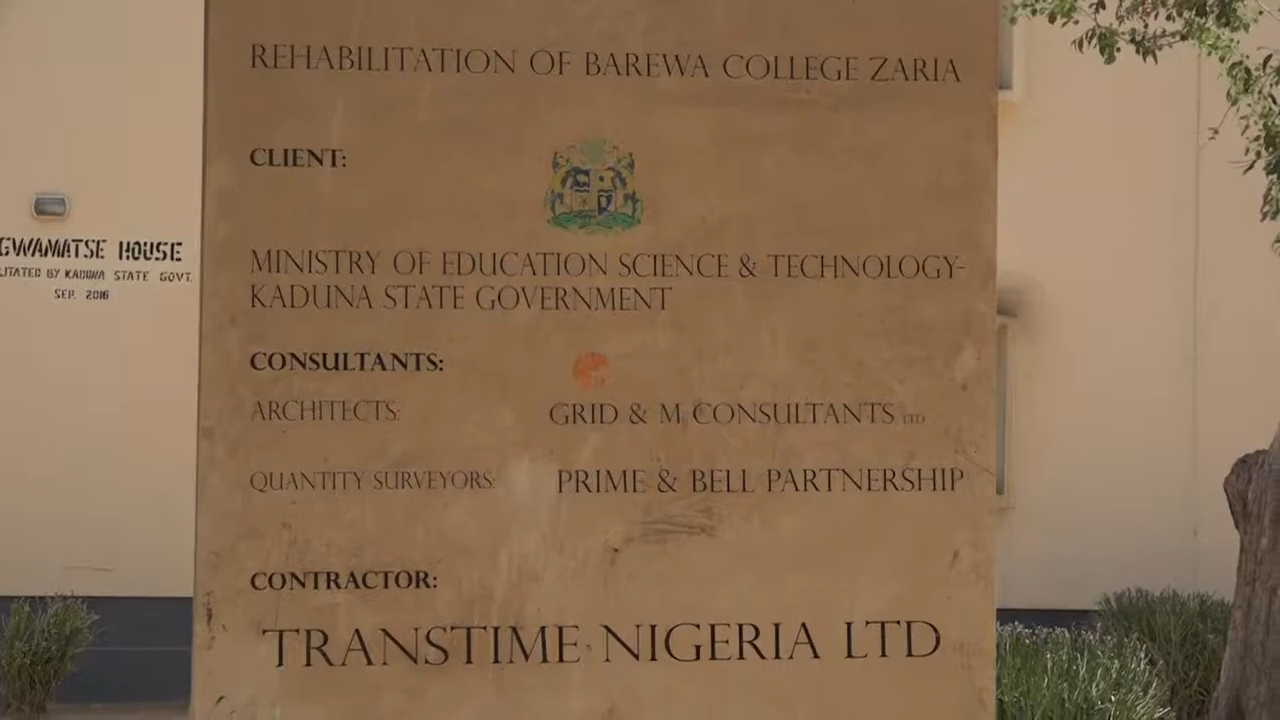 REHABILITATION OF BAREWA COLLEGE ZARIA
CLIENT:
MINISTRY OF EDUCATION SCIENCE & TECHNOLOGY-
KADUNA STATE GOVERNMENT
CONSULTANTS:
ARCHITECTS: GRID & M CONSULTANTS LTD
QUANTITY SURVEYORS: PRIME & BELL PARTNERSHIP
CONTRACTOR:
TRANSTIME NIGERIA LTD
GWAMATSE HOUSE
LITATED BY KADUNA STATE GOVT.
SEP. 2016